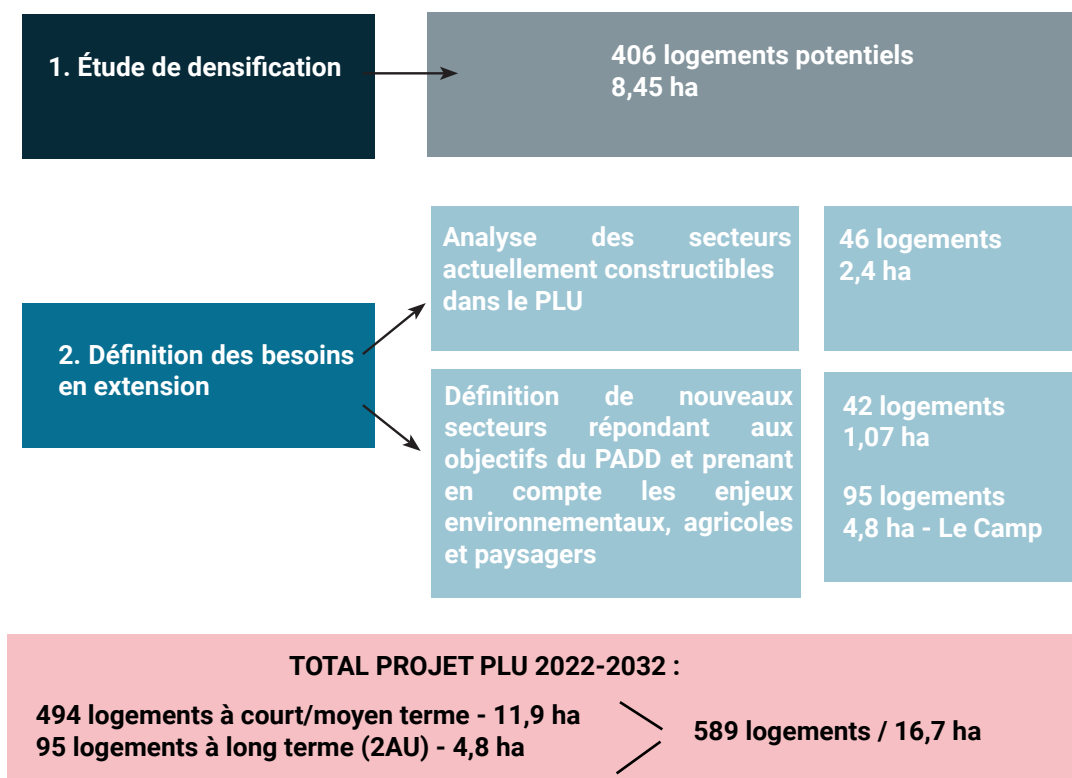 1. Étude de densification
406 logements potentiels
8,45 ha
Analyse des secteurs
actuellement constructibles
dans le PLU
46 logements
2,4 ha
2. Définition des besoins
en extension
Définition de nouveaux
secteurs répondant aux
objectifs du PADD et prenant
en compte les enjeux
environnementaux, agricoles
et paysagers
42 logements
1,07 ha
95 logements
4,8 ha - Le Camp
TOTAL PROJET PLU 2022-2032 :
494 logements à court/moyen terme - 11,9 ha
95 logements à long terme (2AU) - 4,8 ha
589 logements / 16,7 ha